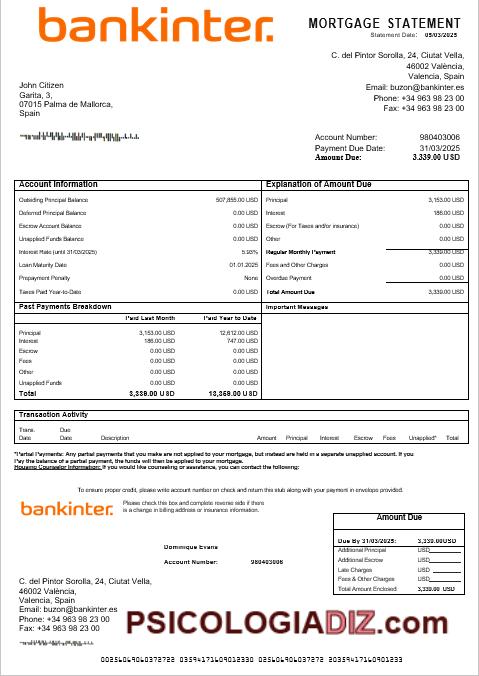 bankinter.
MORTGAGE STATEMENT
Statement Date: 05/03/2025
C. del Pintor Sorolla, 24, Ciutat Vella,
46002 València,
Valencia, Spain
Email: buzon@bankinter.es
Phone: +34 963 98 23 00
Fax: +34 963 98 23 00
John Citizen
Garita, 3,
07015 Palma de Mallorca,
Spain
Account Number: 980403006
Payment Due Date: 31/03/2025
Amount Due: 3,339.00 USD
Account Information
Outsiding Principal Balance 507,855.00 USD
Deferred Principal Balance 0.00 USD
Escrow Account Balance 0.00 USD
Unapplied Funds Balance 0.00 USD
Interest Rate (until 31/03/2025) 5.93%
Loan Maturity Date 01.01.2025
Prepayment Penalty None
Taxes Paid Year-to-Date 0.00 USD
Explanation of Amount Due
Principal 3,153.00 USD
Interest 186.00 USD
Escrow (For Taxes and/or insurance) 0.00 USD
Other 0.00 USD
Regular Monthly Payment 3,339.00 USD
Fees and Other Charges 0.00 USD
Overdue Payment 0.00 USD
Total Amount Due 3,339.00 USD
Past Payments Breakdown
Paid Last Month Paid Year to Date
Principal 3,153.00 USD 12,612.00 USD
Interest 186.00 USD 747.00 USD
Escrow 0.00 USD 0.00 USD
Fees 0.00 USD 0.00 USD
Other 0.00 USD 0.00 USD
Unapplied Funds 0.00 USD 0.00 USD
Total 3,339.00 USD 13,359.00 USD
Important Messages
Transaction Activity
Trans. Date Due Date Description Amount Principal Interest Escrow Fees Unapplied* Total
*Partial Payments: Any partial payments that you make are not applied to your mortgage, but instead are held in a separate unapplied account. If you
Pay the balance of a partial payment, the funds will then be applied to your mortgage.
Housing Counselor Information: If you would like counseling or assistance, you can contact the following:
To ensure proper credit, please write account number on check and return this stub along with your payment in envelope provided.
bankinter.
Please check this box and complete reverse side if there
is a change in billing address or insurance information.
Dominique Evans
Account Number: 980403006
Amount Due
Due By 31/03/2025: 3,339.00USD
Additional Principal USD
Additional Escrow USD
Late Charges USD
Fees & Other Charges USD
Total Amount Enclosed 3,339.00 USD
C. del Pintor Sorolla, 24, Ciutat Vella,
46002 València,
Valencia, Spain
Email: buzon@bankinter.es
Phone: +34 963 98 23 00
Fax: +34 963 98 23 00
PSICOLOGIADIZ.com